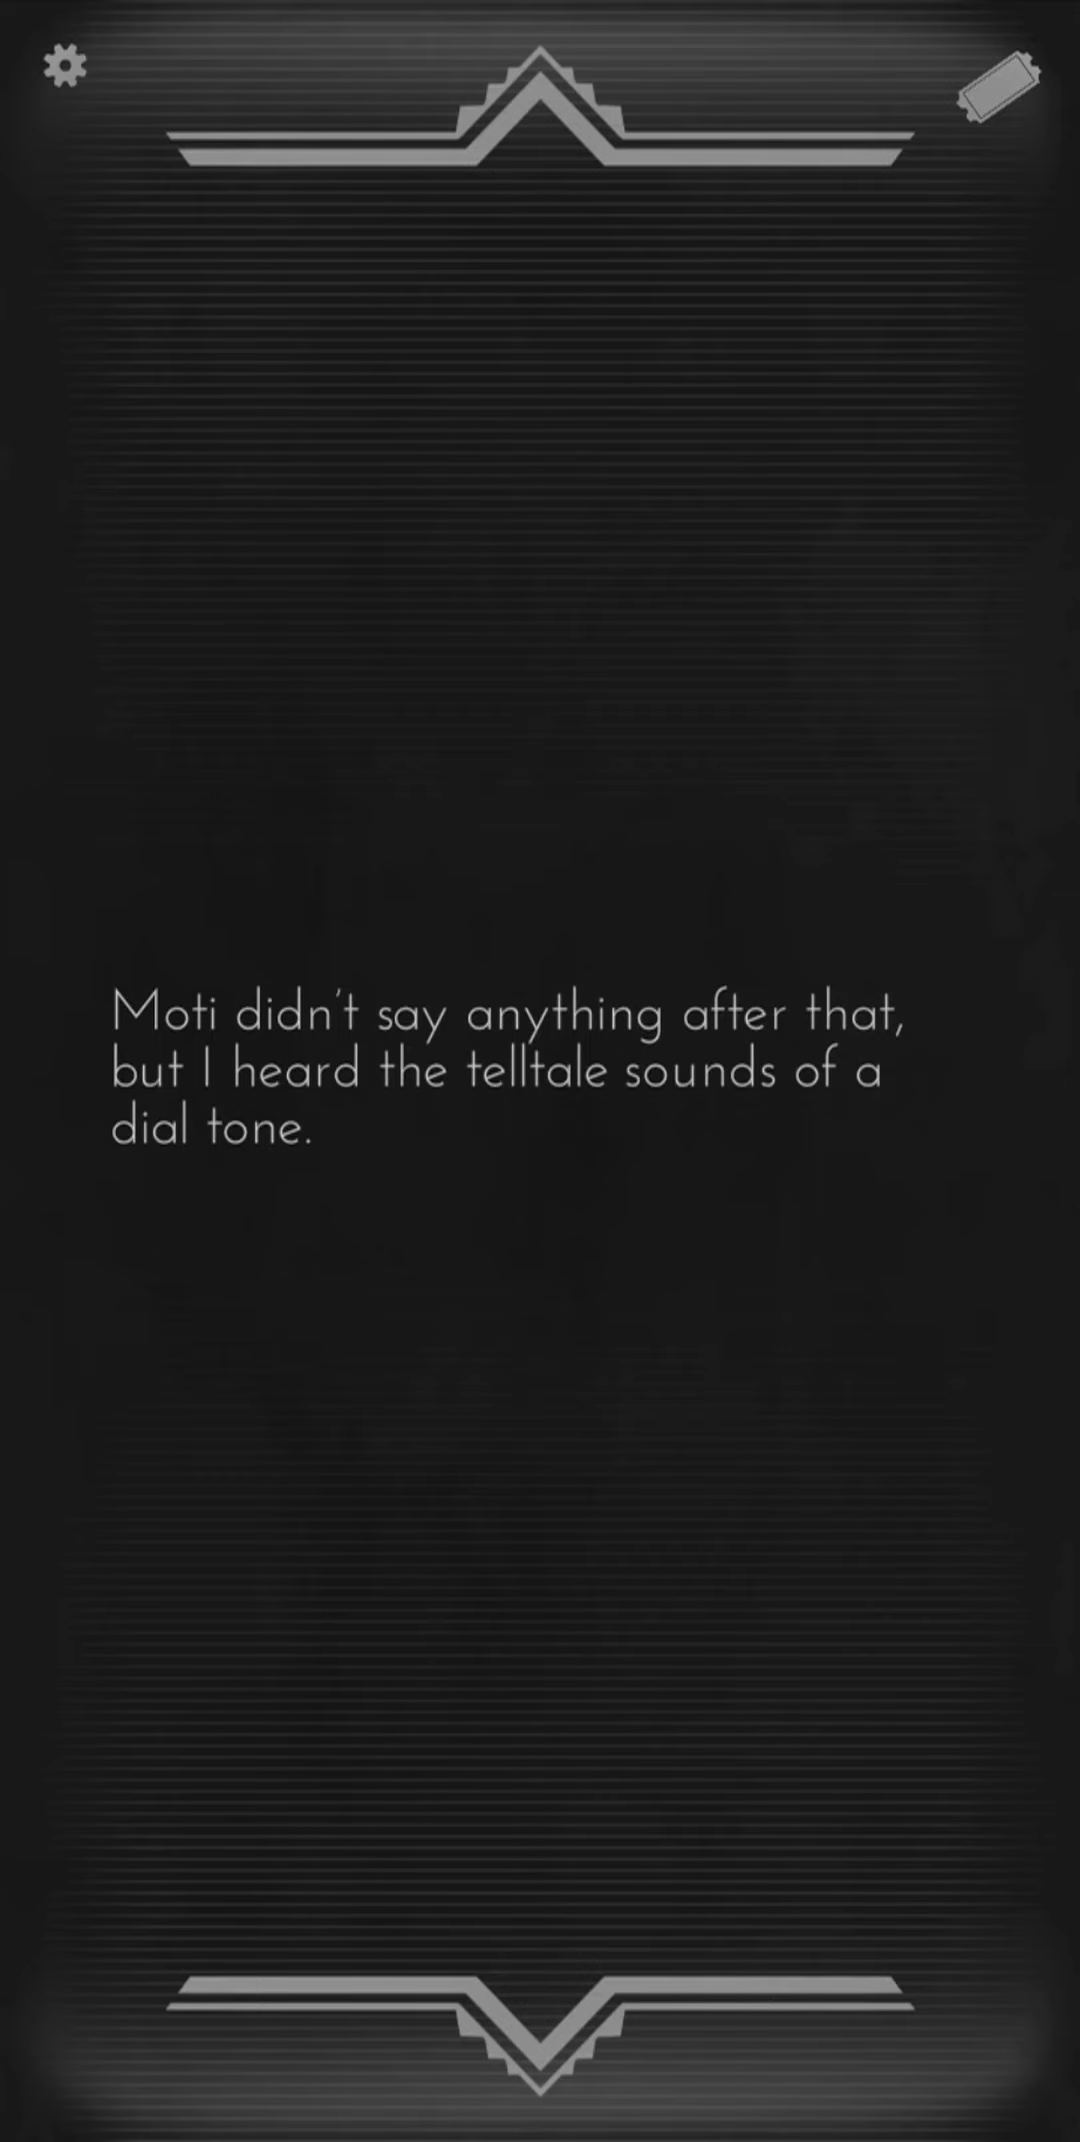 Moti didn't say anything after that,
but I heard the telltale sounds of a
dial tone.